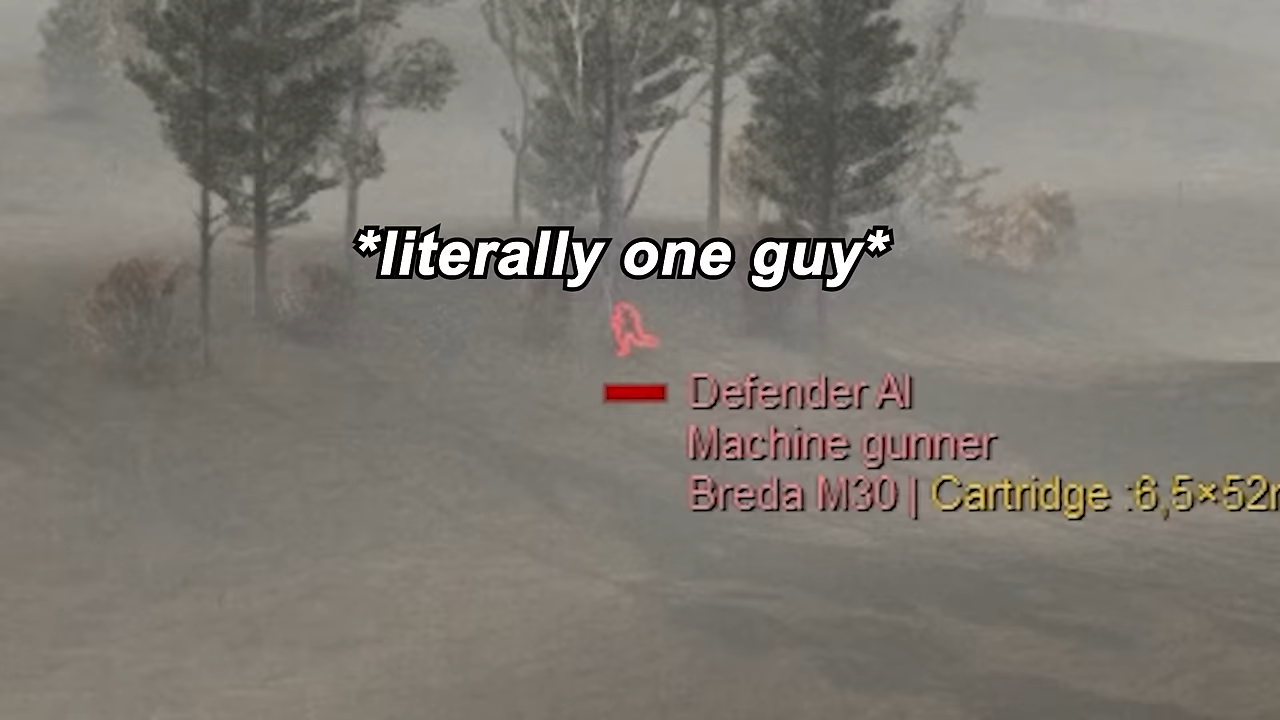 *literally one guy*
Defender AI
Machine gunner
Breda M30 | Cartridge :6,5×52